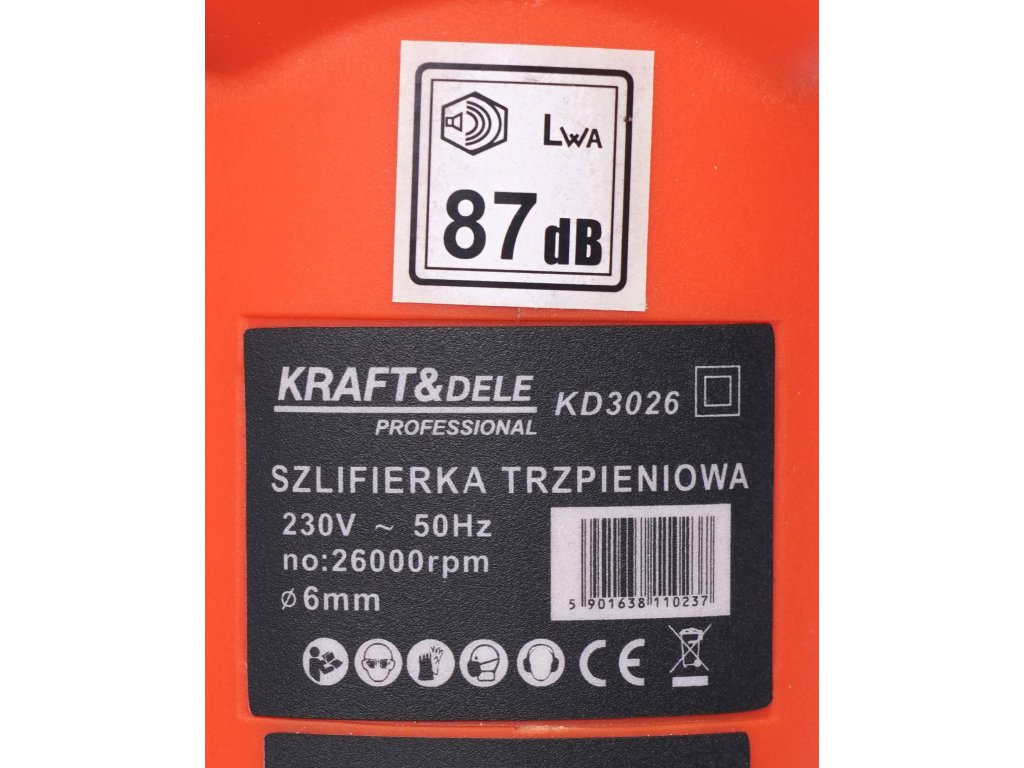 LWA
87 dB
KRAFT&DELE
PROFESSIONAL
KD3026
SZLIFIERKA TRZPIENIOWA
230V ~ 50Hz
no:26000rpm
ø6mm
5 901638 110237
CE